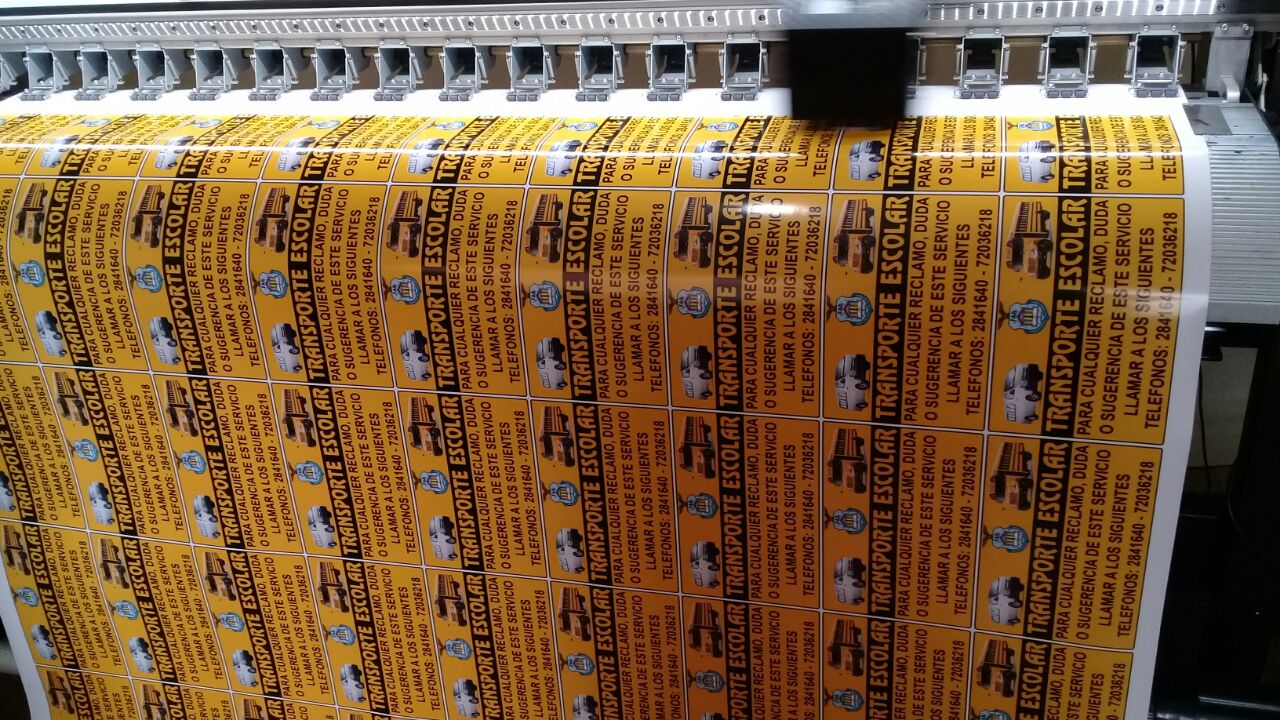 TRANSPORTE ESCOLAR
PARA CUALQUIER RECLAMO, DUDA
O SUGERENCIA DE ESTE SERVICIO
LLAMAR A LOS SIGUIENTES
TELEFONOS: 2841640 - 72036218